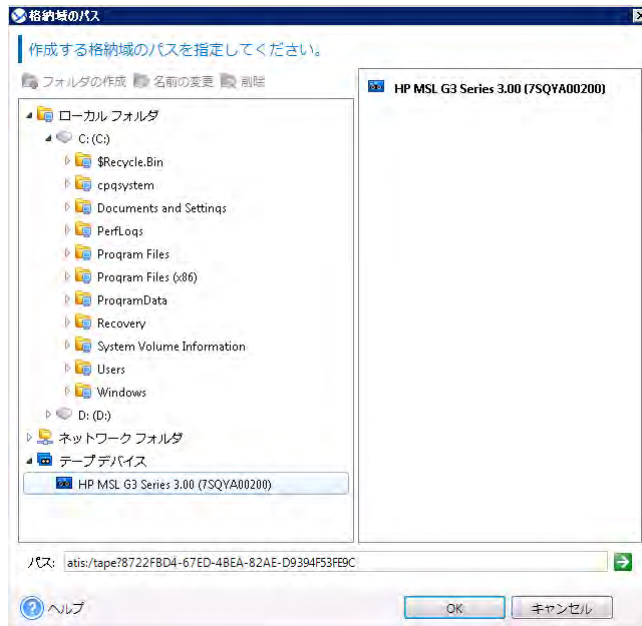 格納域のパス
作成する格納域のパスを指定してください。
フォルダの作成 名前の変更 削除
ローカル フォルダ
C: (C:)
$Recycle.Bin
cpqsystem
Documents and Settings
PerfLogs
Program Files
Program Files (x86)
ProgramData
Recovery
System Volume Information
Users
Windows
D: (D:)
ネットワーク フォルダ
テープ デバイス
HP MSL G3 Series 3.00 (7SQYA00200)
HP MSL G3 Series 3.00 (7SQYA00200)
パス: atis:/tape?8722FBD4-67ED-4BEA-82AE-D9394F53FE9C
ヘルプ
OK
キャンセル